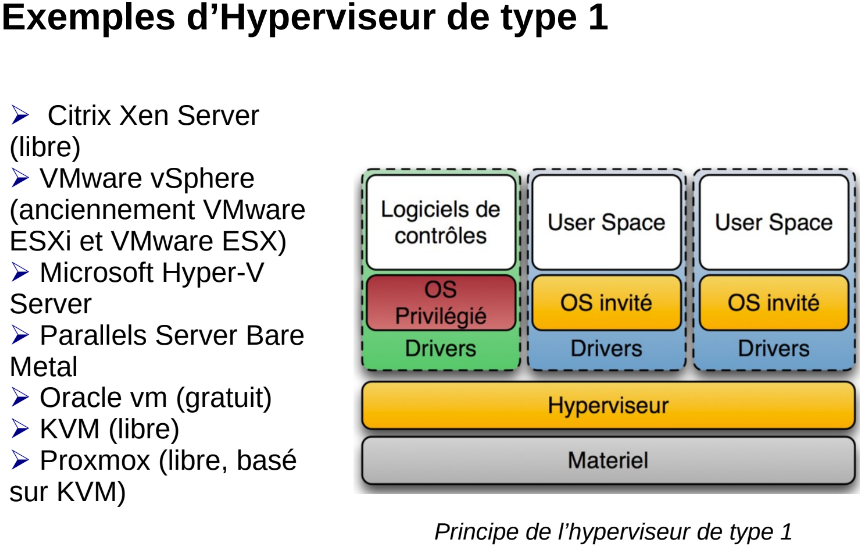 Exemples d’Hyperviseur de type 1
➢ Citrix Xen Server
(libre)
➢ VMware vSphere
(anciennement VMware
ESXi et VMware ESX)
➢ Microsoft Hyper-V
Server
➢ Parallels Server Bare
Metal
➢ Oracle vm (gratuit)
➢ KVM (libre)
➢ Proxmox (libre, basé
sur KVM)
Logiciels de
contrôles
User Space
User Space
OS
Privilégié
OS invité
OS invité
Drivers
Drivers
Drivers
Hyperviseur
Materiel
Principe de l’hyperviseur de type 1